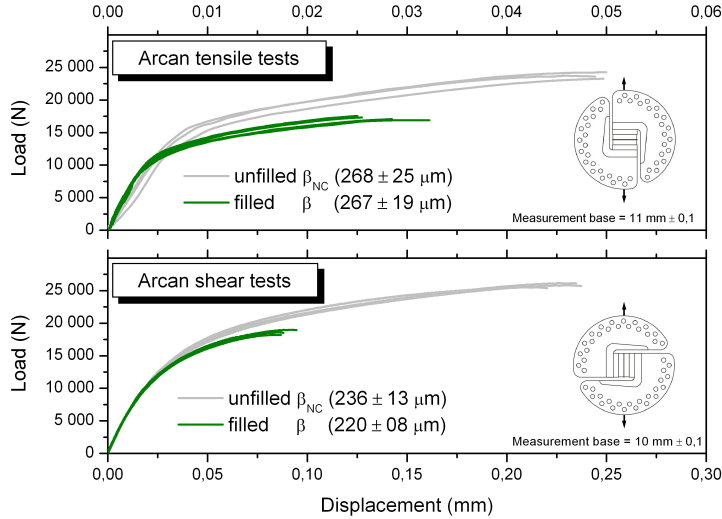 0,00 0,01 0,02 0,03 0,04 0,05 0,06
Arcan tensile tests
25 000
20 000
15 000
10 000
5 000
0
Load (N)
unfilled βNC (268 ± 25 μm)
filled β (267 ± 19 μm)
Measurement base = 11 mm ± 0,1
Arcan shear tests
25 000
20 000
15 000
10 000
5 000
0
Load (N)
unfilled βNC (236 ± 13 μm)
filled β (220 ± 08 μm)
Measurement base = 10 mm ± 0,1
0,00 0,05 0,10 0,15 0,20 0,25 0,30
Displacement (mm)